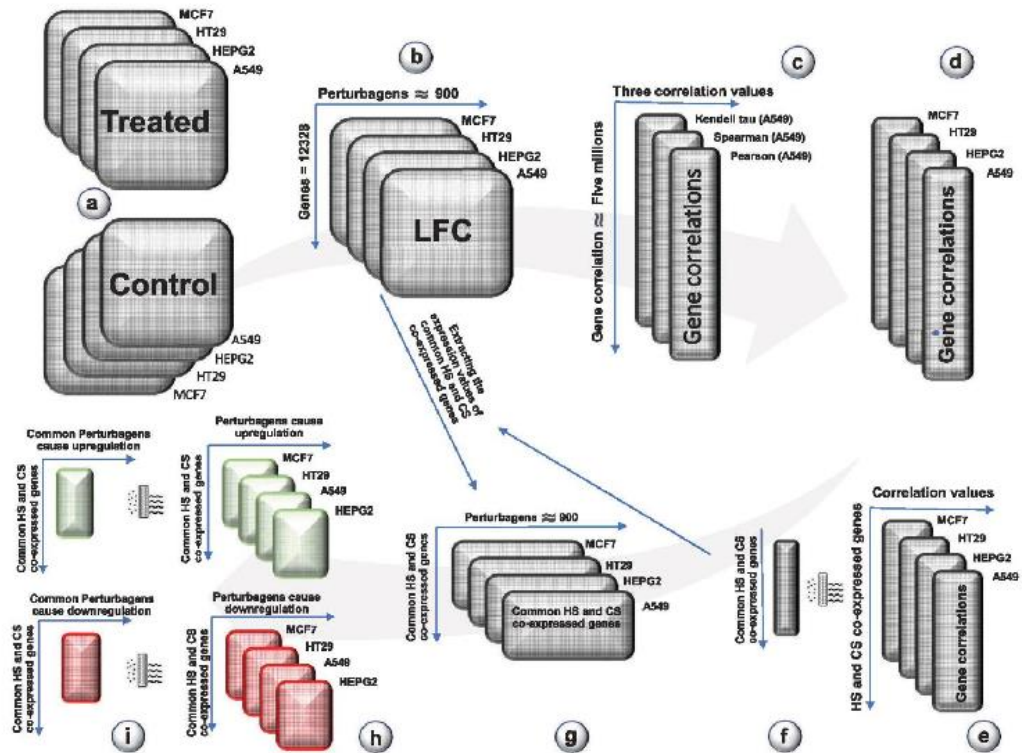 MCF7
HT29
HEPG2
A549
Treated
a
Control
A549
HEPG2
HT29
MCF7
b
Perturbagens ≈ 900
Genes = 12328
MCF7
HT29
HEPG2
A549
LFC
c
Three correlation values
Gene correlation ≈ Five millions
Kendell tau (A549)
Spearman (A549)
Pearson (A549)
Gene correlations
d
MCF7
HT29
HEPG2
A549
Gene correlations
Extracting the
expression values of
common HS and CS
co-expressed genes
Common Perturbagens
cause upregulation
Common HS and CS
co-expressed genes
Perturbagens cause
upregulation
Common HS and CS
co-expressed genes
MCF7
HT29
A549
HEPG2
Common Perturbagens
cause downregulation
Common HS and CS
co-expressed genes
i
Perturbagens cause
downregulation
Common HS and CS
co-expressed genes
MCF7
HT29
A549
HEPG2
h
Perturbagens ≈ 900
Common HS and CS
co-expressed genes
MCF7
HT29
HEPG2
A549
Common HS and CS
co-expressed genes
g
Common HS and CS
co-expressed genes
f
Correlation values
HS and CS co-expressed genes
MCF7
HT29
HEPG2
A549
Gene correlations
e